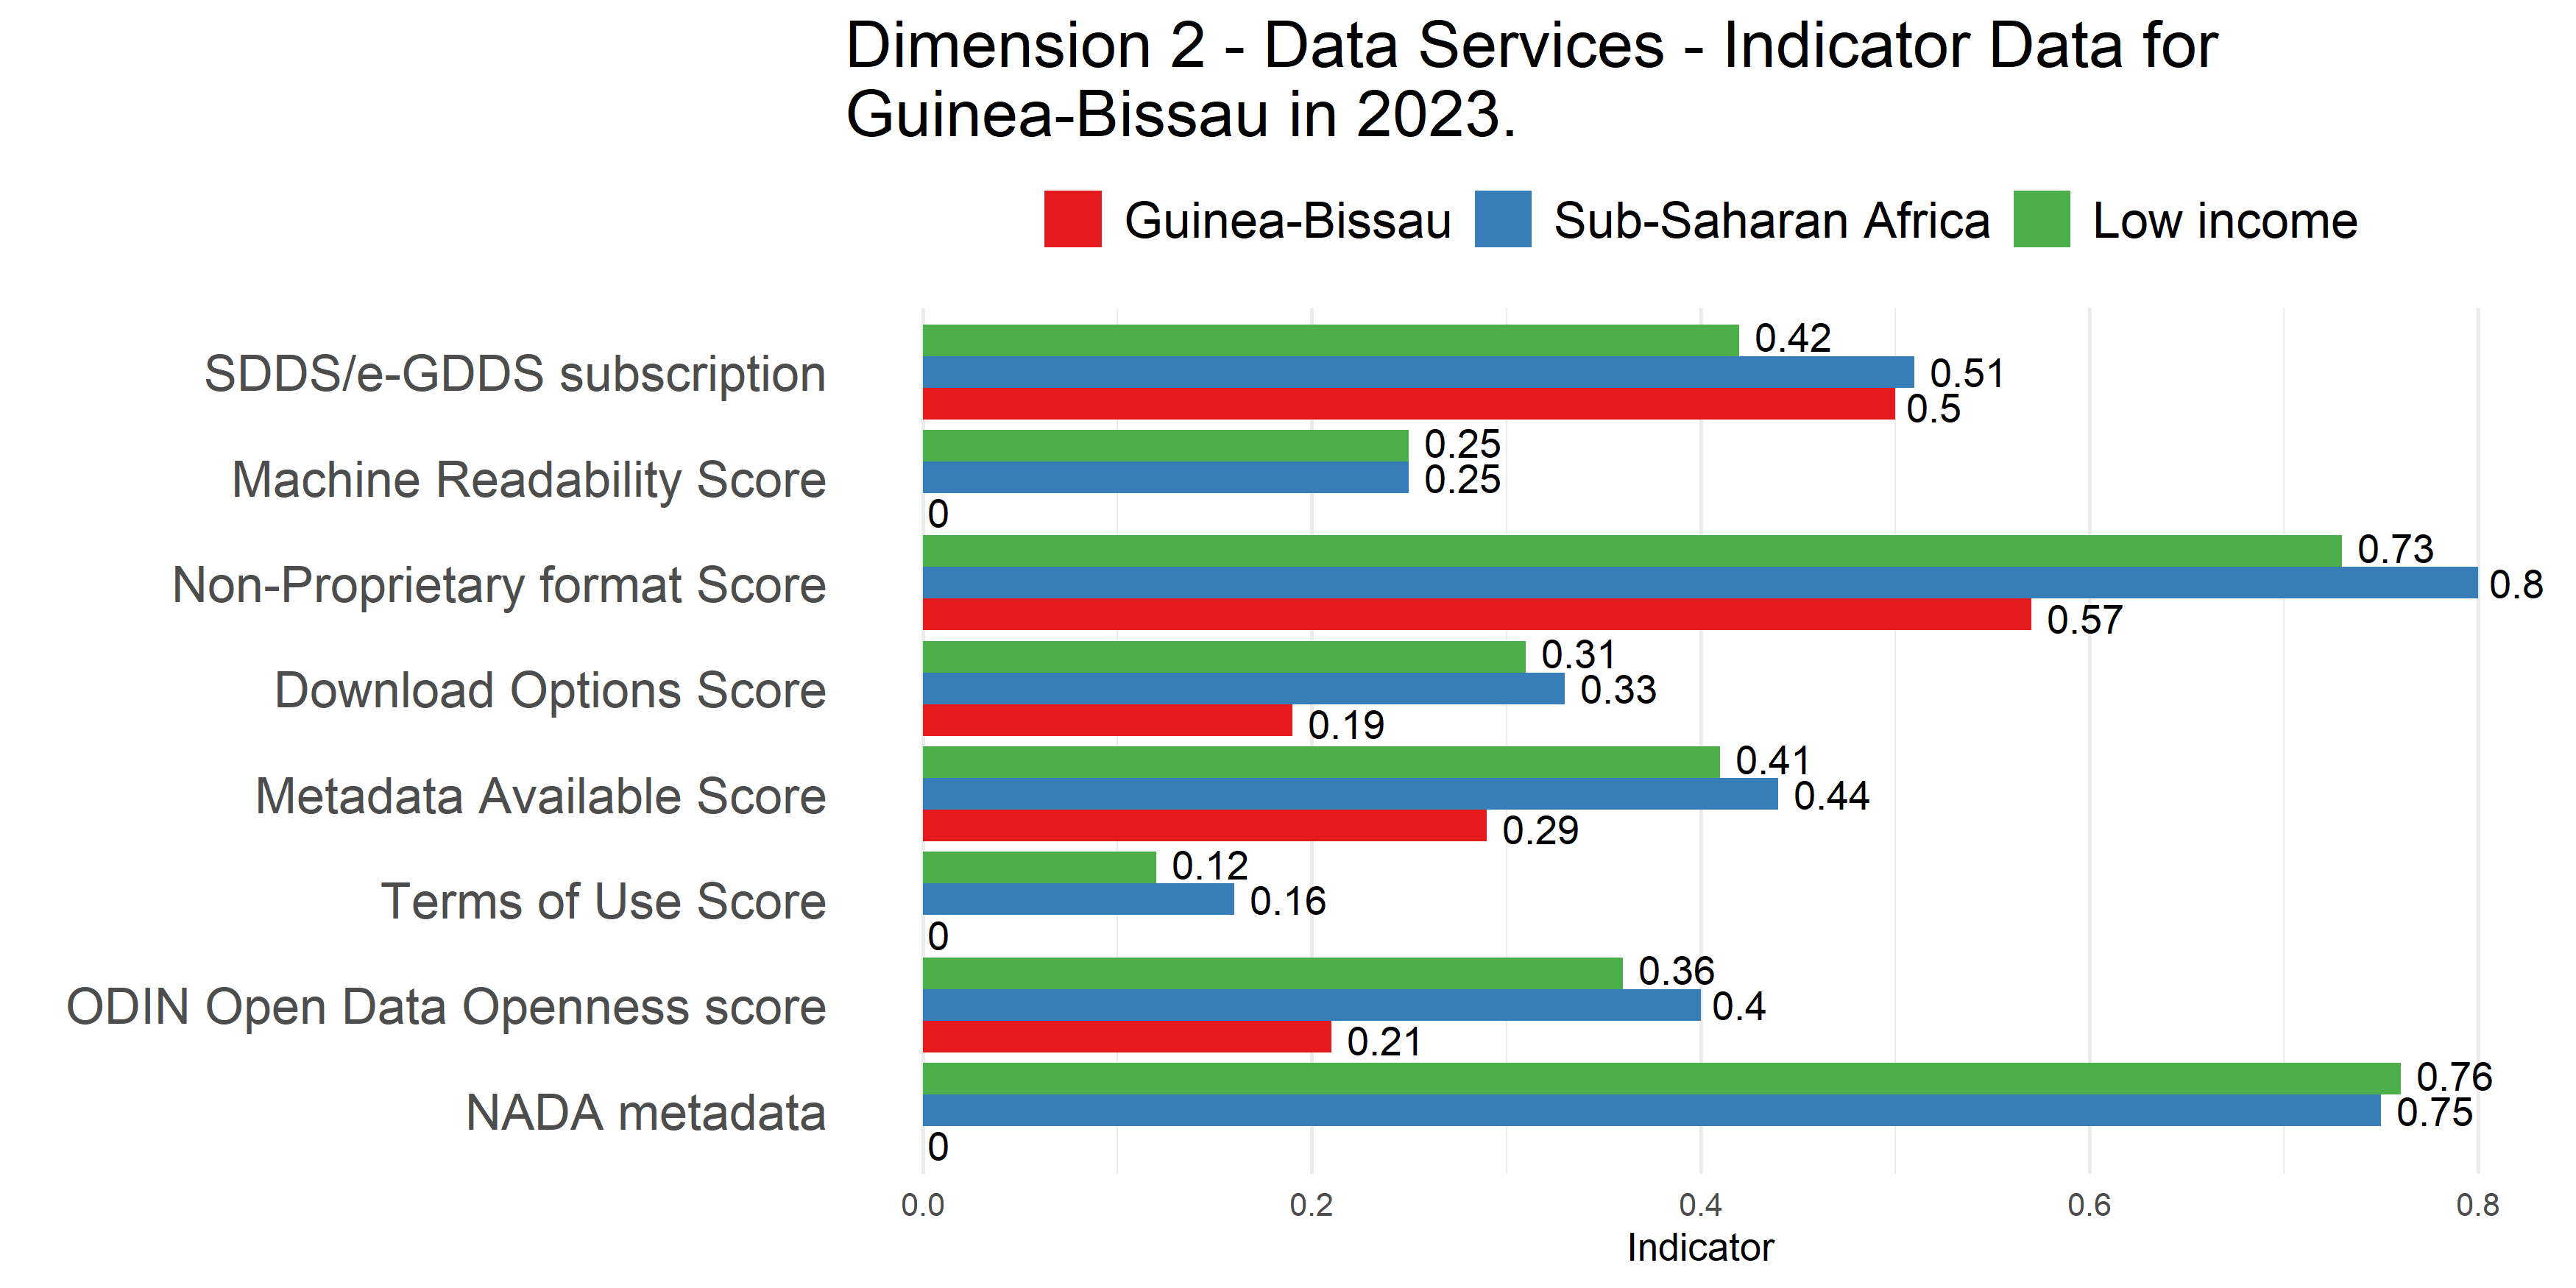 Dimension 2 - Data Services - Indicator Data for
Guinea-Bissau in 2023.
Guinea-Bissau Sub-Saharan Africa Low income
SDDS/e-GDDS subscription
0.42
0.51
0.5
Machine Readability Score
0.25
0.25
0
Non-Proprietary format Score
0.73
0.8
0.57
Download Options Score
0.31
0.33
0.19
Metadata Available Score
0.41
0.44
0.29
Terms of Use Score
0.12
0.16
0
ODIN Open Data Openness score
0.36
0.4
0.21
NADA metadata
0.76
0.75
0
0.0 0.2 0.4 0.6 0.8
Indicator